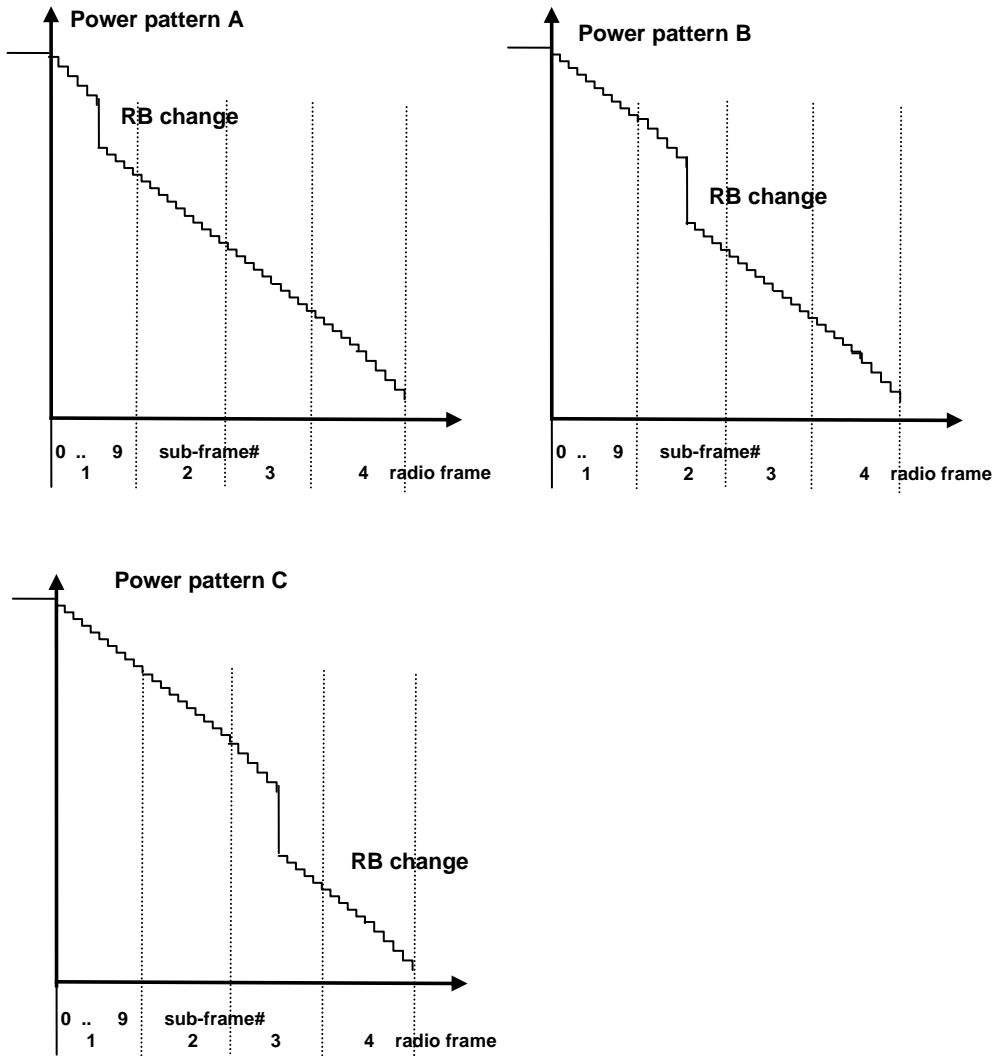 Power pattern A
RB change
0 .. 9 sub-frame#
1 2 3 4 radio frame
Power pattern B
RB change
0 .. 9 sub-frame#
1 2 3 4 radio frame
Power pattern C
RB change
0 .. 9 sub-frame#
1 2 3 4 radio frame